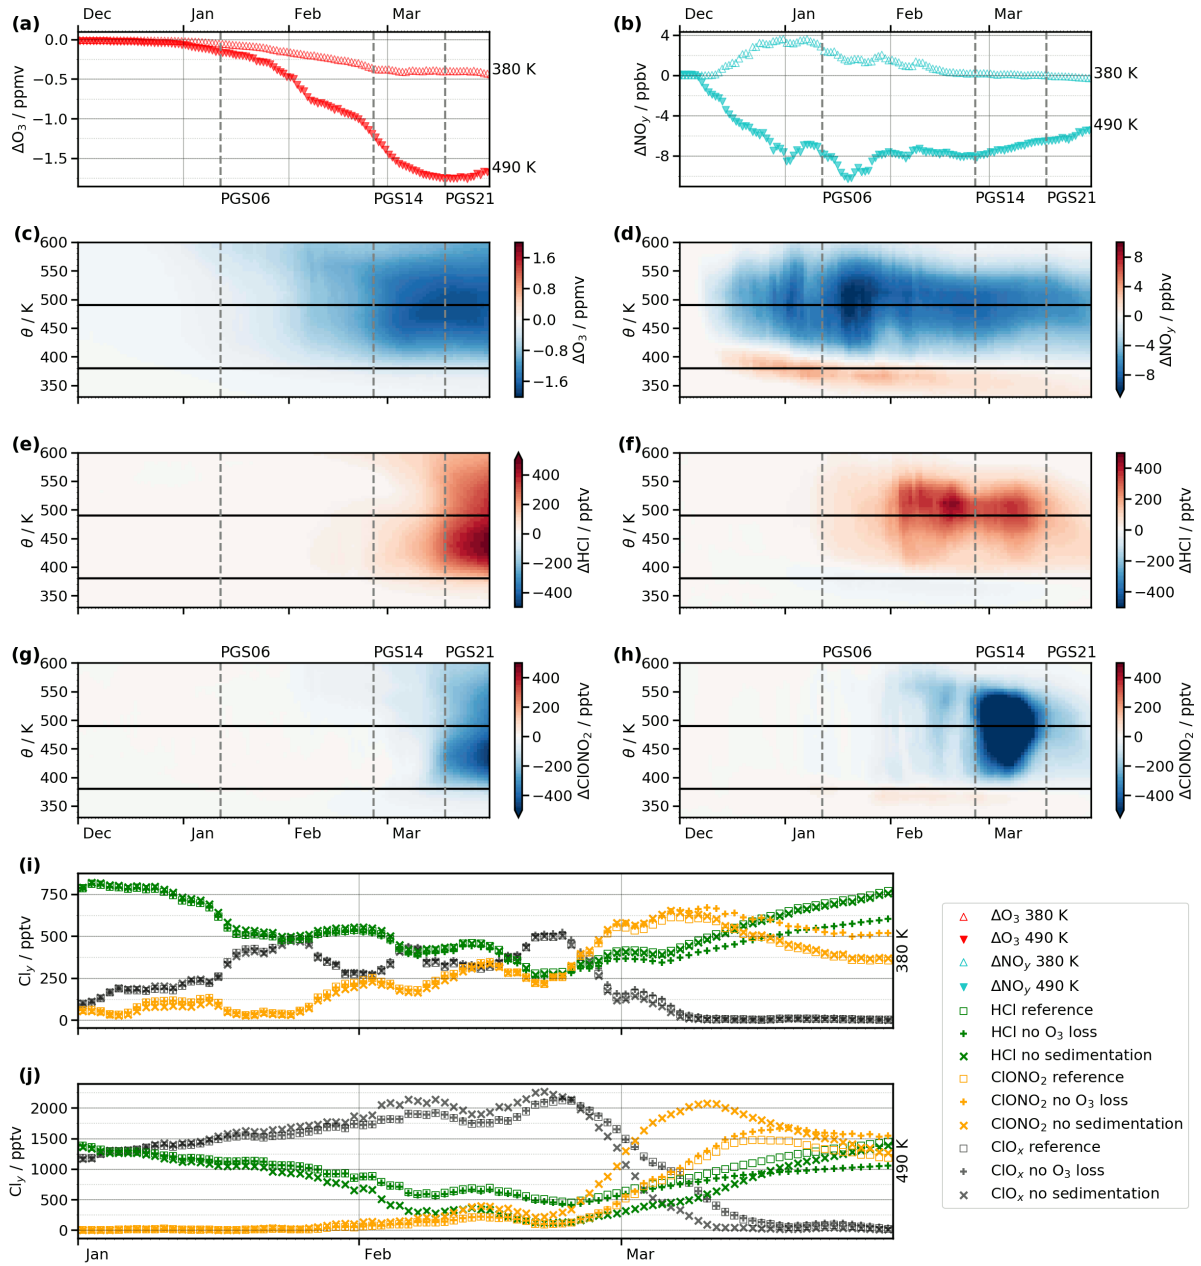 (a)
Dec
Jan
Feb
Mar
0.0
−0.5
−1.0
−1.5
ΔO₃ / ppmv
380 K
490 K
PGS06
PGS14
PGS21
(b)
Dec
Jan
Feb
Mar
4
0
−4
−8
ΔNOᵧ / ppbv
380 K
490 K
PGS06
PGS14
PGS21
(c)
600
550
500
450
400
350
θ / K
1.6
0.8
0.0
−0.8
−1.6
ΔO₃ / ppmv
(d)
600
550
500
450
400
350
θ / K
8
4
0
−4
−8
ΔNOᵧ / ppbv
(e)
600
550
500
450
400
350
θ / K
400
200
0
−200
−400
ΔHCl / pptv
(f)
600
550
500
450
400
350
θ / K
400
200
0
−200
−400
ΔHCl / pptv
(g)
PGS06
PGS14
PGS21
600
550
500
450
400
350
θ / K
Dec
Jan
Feb
Mar
400
200
0
−200
−400
ΔClONO₂ / pptv
(h)
PGS06
PGS14
PGS21
600
550
500
450
400
350
θ / K
Dec
Jan
Feb
Mar
400
200
0
−200
−400
ΔClONO₂ / pptv
(i)
750
500
250
0
Clᵧ / pptv
380 K
(j)
2000
1500
1000
500
0
Clᵧ / pptv
490 K
Jan
Feb
Mar
ΔO₃ 380 K
ΔO₃ 490 K
ΔNOᵧ 380 K
ΔNOᵧ 490 K
HCl reference
HCl no O₃ loss
HCl no sedimentation
ClONO₂ reference
ClONO₂ no O₃ loss
ClONO₂ no sedimentation
ClOₓ reference
ClOₓ no O₃ loss
ClOₓ no sedimentation